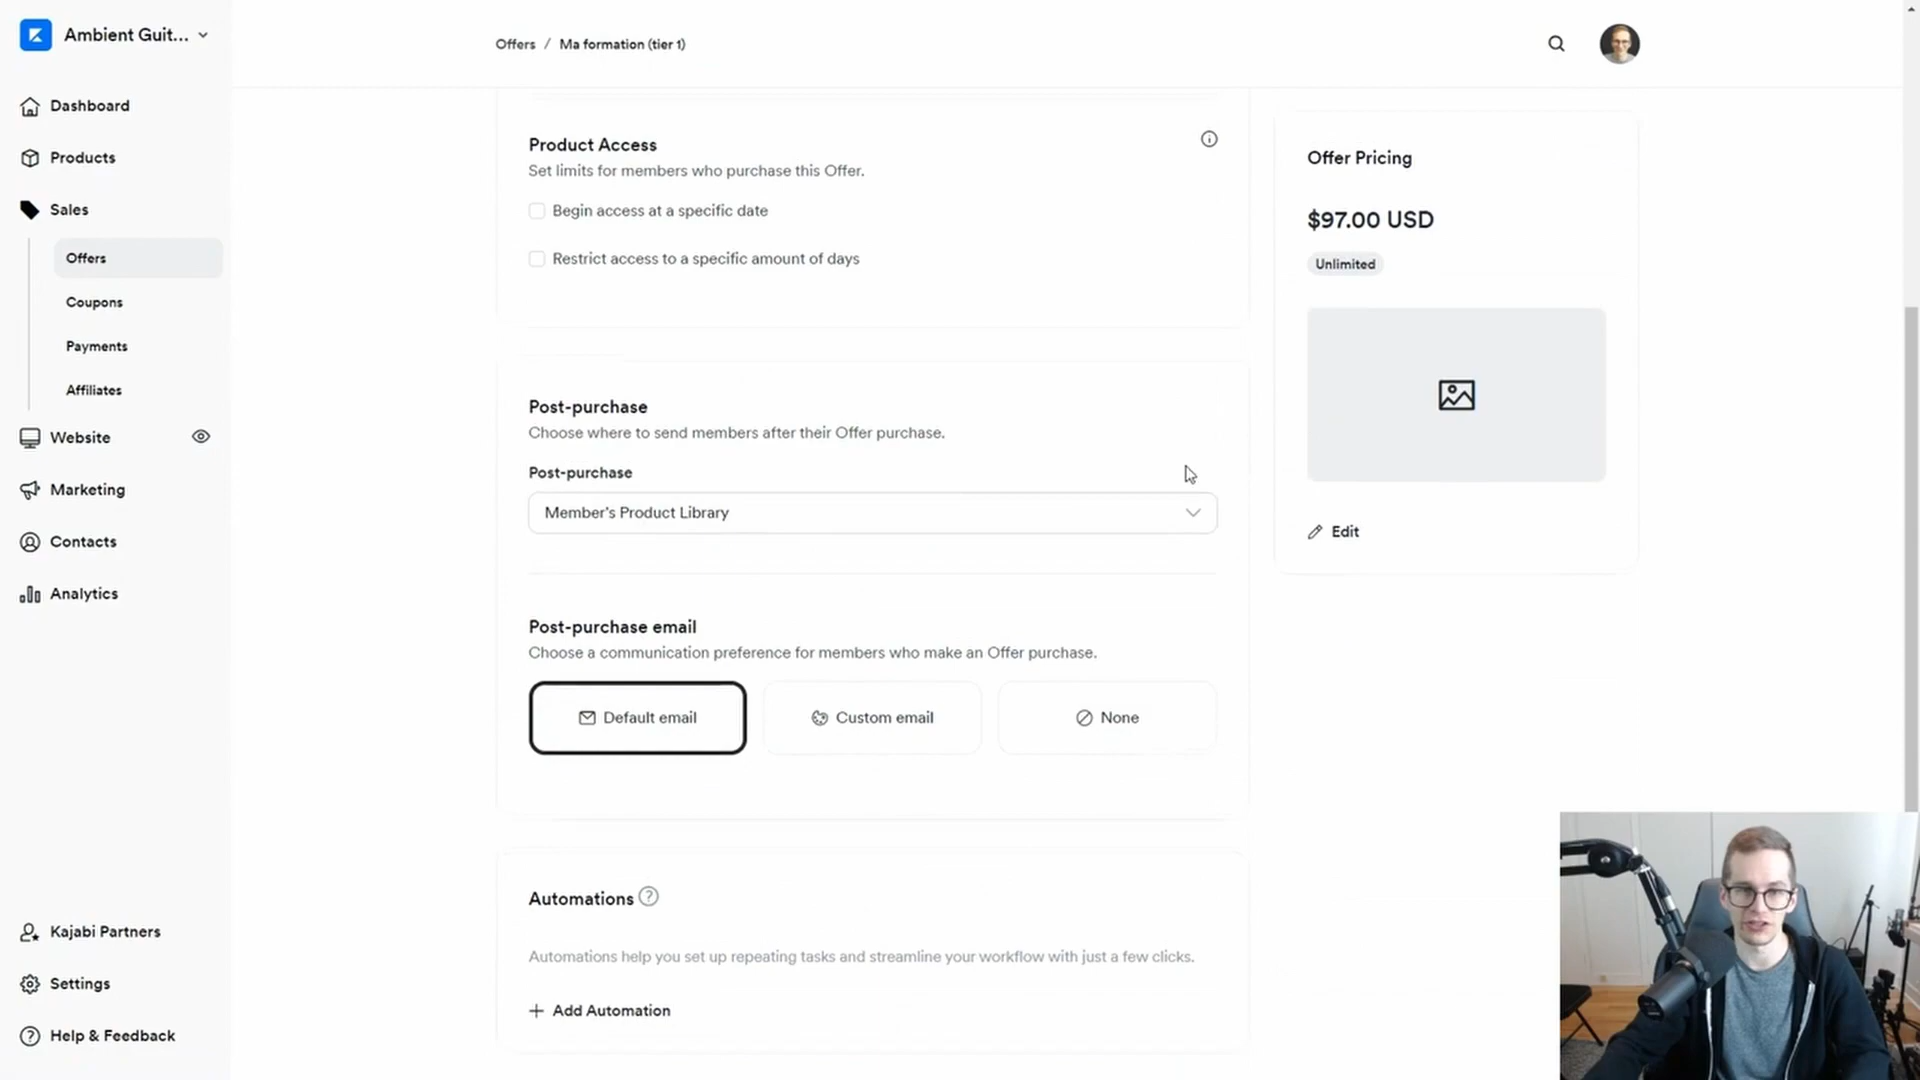 Ambient Guit...
Dashboard
Products
Sales
Offers
Coupons
Payments
Affiliates
Website
Marketing
Contacts
Analytics
Kajabi Partners
Settings
Help & Feedback
Offers / Ma formation (tier 1)
Product Access
Set limits for members who purchase this Offer.
Begin access at a specific date
Restrict access to a specific amount of days
Post-purchase
Choose where to send members after their Offer purchase.
Post-purchase
Member's Product Library
Post-purchase email
Choose a communication preference for members who make an Offer purchase.
Default email
Custom email
None
Automations
Automations help you set up repeating tasks and streamline your workflow with just a few clicks.
+ Add Automation
Offer Pricing
$97.00 USD
Unlimited
Edit